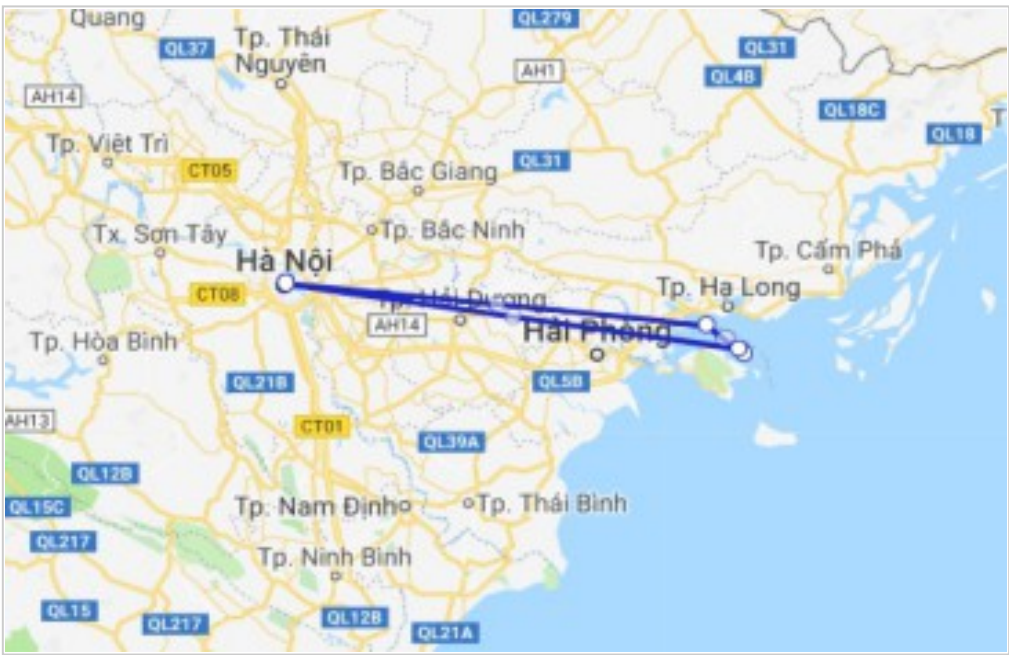 Quang
QL279
QL37
Tp. Thái
Nguyên
QL31
AH1
QL4B
AH14
QL18C
QL18
T
Tp. Việt Trì
CT05
Tp. Bắc Giang
QL31
Tx. Sơn Tây
Tp. Bắc Ninh
Tp. Cẩm Phả
Hà Nội
CT08
Tp. Hải Dương
Tp. Hạ Long
AH14
Hải Phòng
Tp. Hòa Bình
QL21B
QL5B
AH13
CT01
QL39A
QL12B
QL15C
Tp. Nam Định
Tp. Thái Bình
QL217
Tp. Ninh Bình
QL15
QL217
QL12B
QL21A